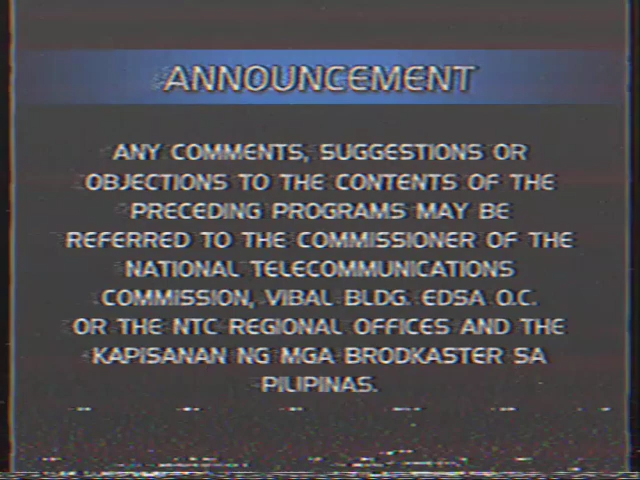 ANNOUNCEMENT
ANY COMMENTS, SUGGESTIONS OR
OBJECTIONS TO THE CONTENTS OF THE
PRECEDING PROGRAMS MAY BE
REFERRED TO THE COMMISSIONER OF THE
NATIONAL TELECOMMUNICATIONS
COMMISSION, VIBAL BLDG. EDSA Q.C.
OR THE NTC REGIONAL OFFICES AND THE
KAPISANAN NG MGA BRODKASTER SA
PILIPINAS.